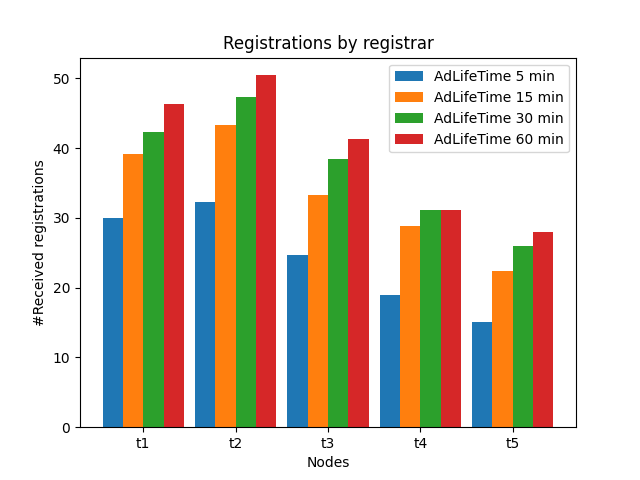 Registrations by registrar
AdLifeTime 5 min
AdLifeTime 15 min
AdLifeTime 30 min
AdLifeTime 60 min
#Received registrations
50
40
30
20
10
0
t1 t2 t3 t4 t5
Nodes